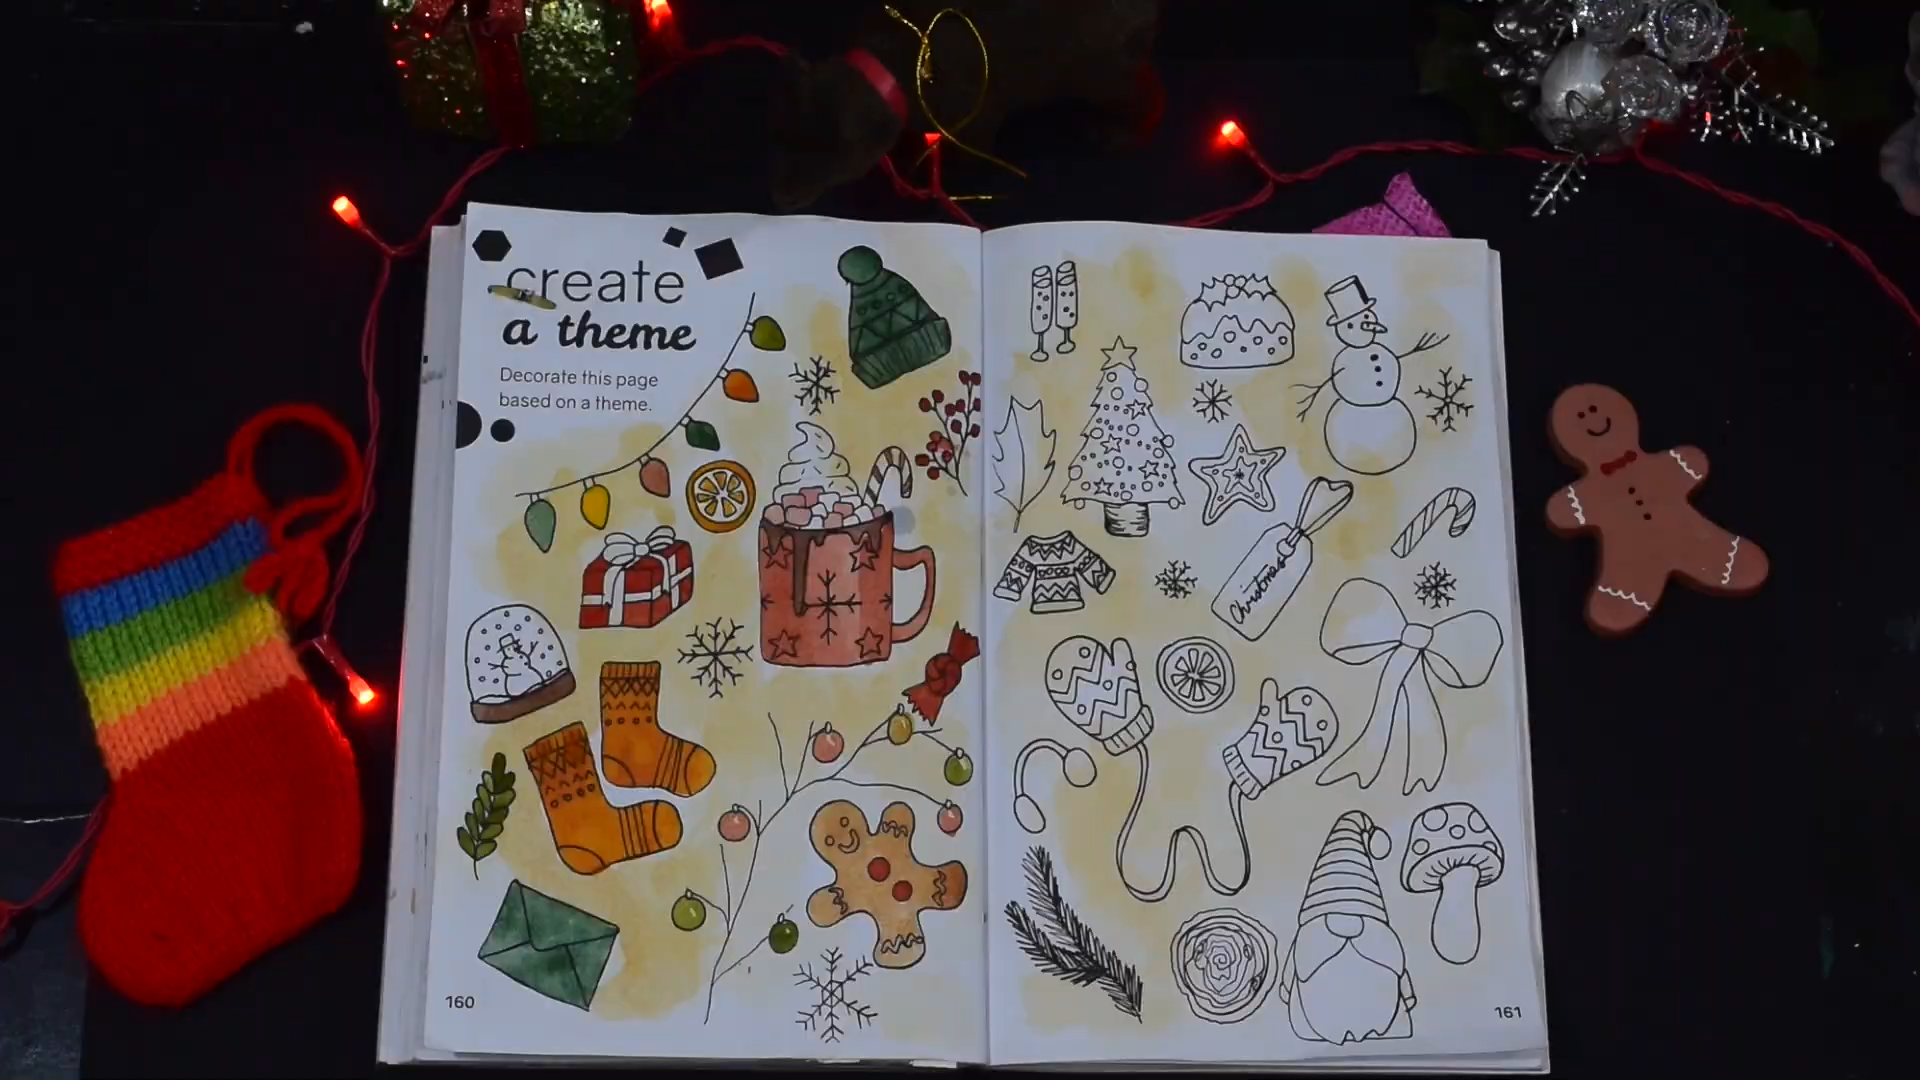 create
a theme
Decorate this page
based on a theme.
Christmas
160
161